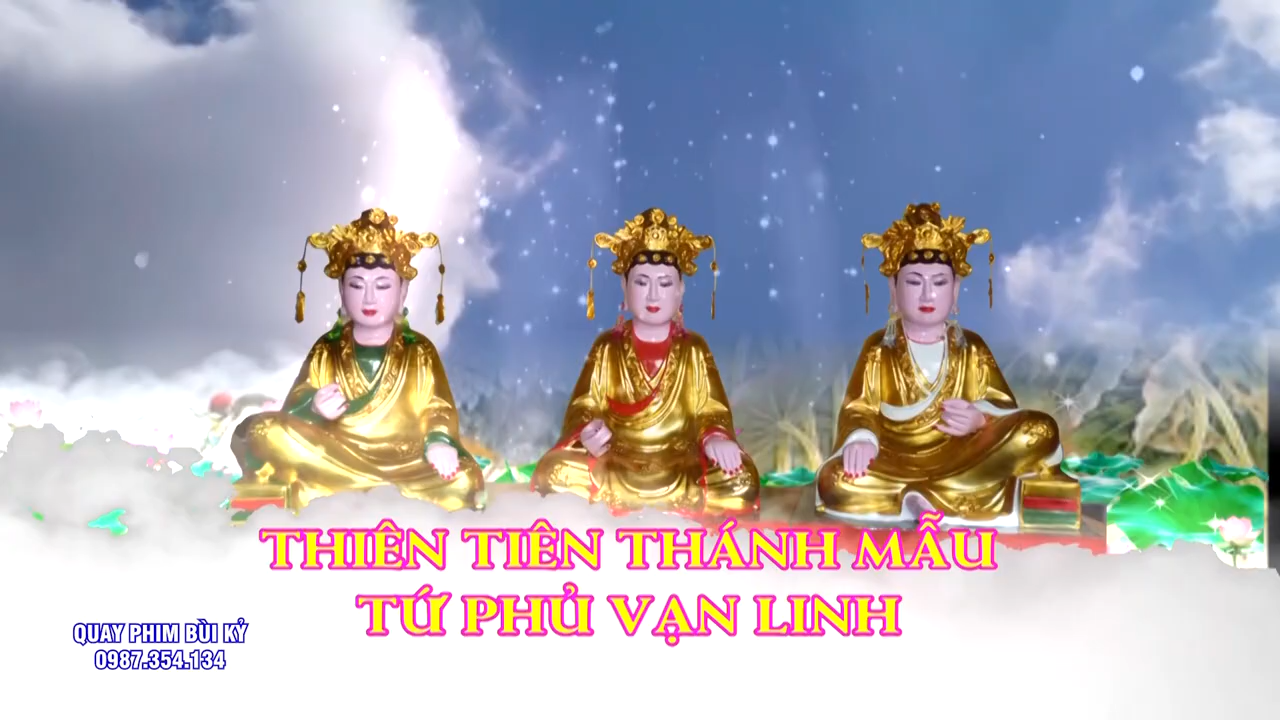 THIÊN TIÊN THÁNH MẪU
TỨ PHỦ VẠN LINH
QUAY PHIM BÙI KỶ
0987.354.134